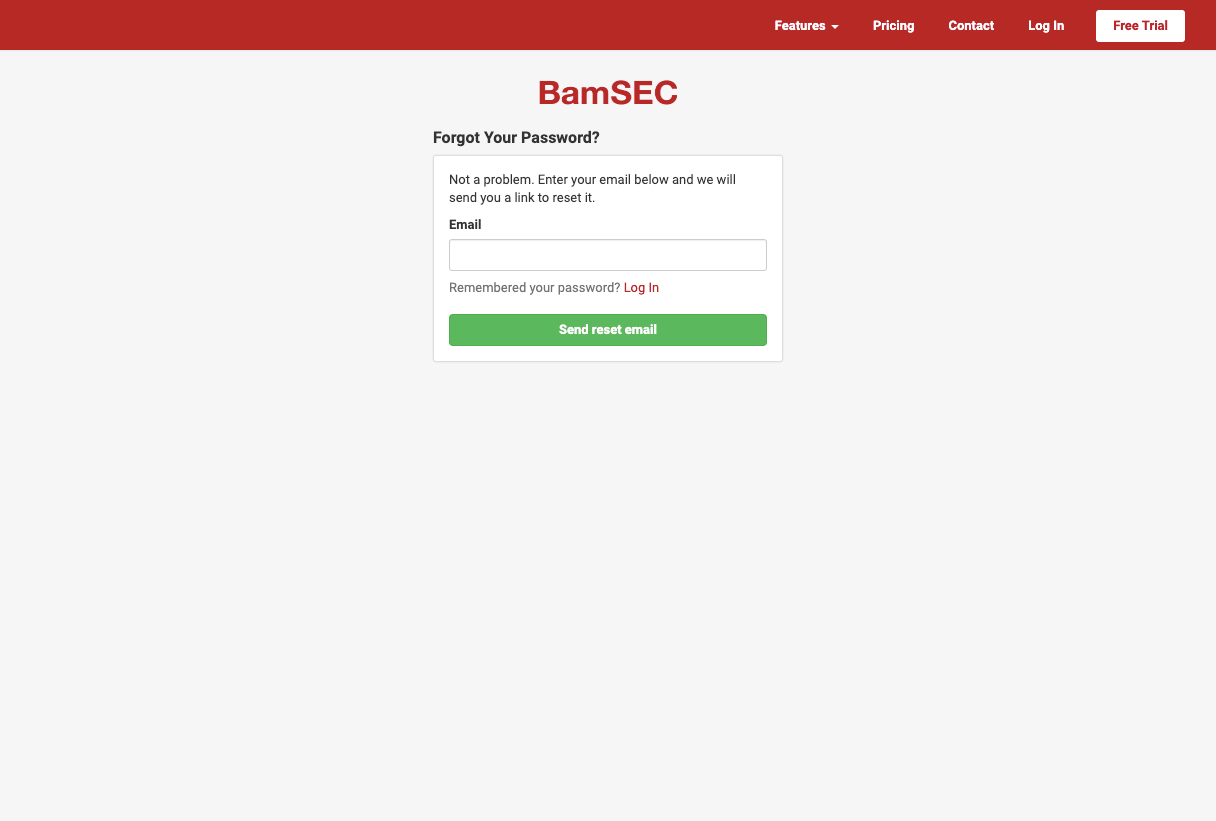 Features
Pricing
Contact
Log In
Free Trial
BamSEC
Forgot Your Password?
Not a problem. Enter your email below and we will
send you a link to reset it.
Email
Remembered your password? Log In
Send reset email